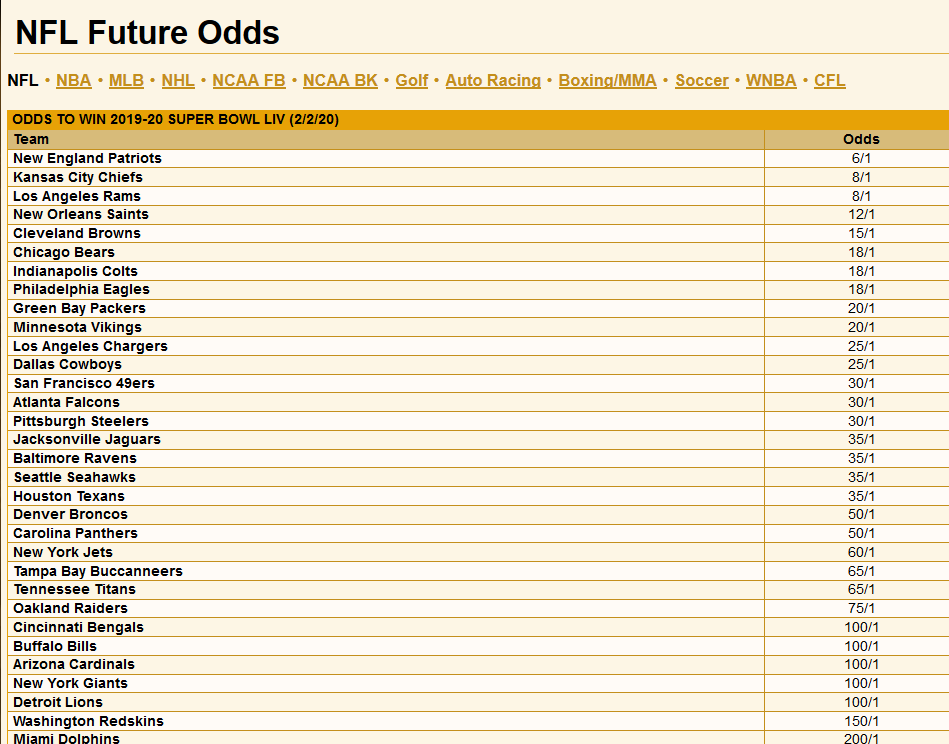 NFL Future Odds
NFL • NBA • MLB • NHL • NCAA FB • NCAA BK • Golf • Auto Racing • Boxing/MMA • Soccer • WNBA • CFL
ODDS TO WIN 2019-20 SUPER BOWL LIV (2/2/20)
Team Odds
New England Patriots 6/1
Kansas City Chiefs 8/1
Los Angeles Rams 8/1
New Orleans Saints 12/1
Cleveland Browns 15/1
Chicago Bears 18/1
Indianapolis Colts 18/1
Philadelphia Eagles 18/1
Green Bay Packers 20/1
Minnesota Vikings 20/1
Los Angeles Chargers 25/1
Dallas Cowboys 25/1
San Francisco 49ers 30/1
Atlanta Falcons 30/1
Pittsburgh Steelers 30/1
Jacksonville Jaguars 35/1
Baltimore Ravens 35/1
Seattle Seahawks 35/1
Houston Texans 35/1
Denver Broncos 50/1
Carolina Panthers 50/1
New York Jets 60/1
Tampa Bay Buccanneers 65/1
Tennessee Titans 65/1
Oakland Raiders 75/1
Cincinnati Bengals 100/1
Buffalo Bills 100/1
Arizona Cardinals 100/1
New York Giants 100/1
Detroit Lions 100/1
Washington Redskins 150/1
Miami Dolphins 200/1